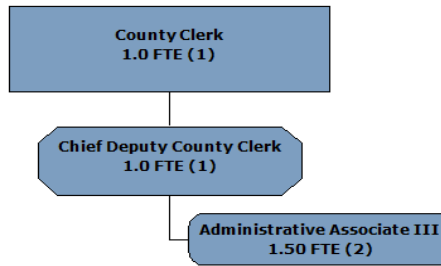 County Clerk
1.0 FTE (1)
Chief Deputy County Clerk
1.0 FTE (1)
Administrative Associate III
1.50 FTE (2)